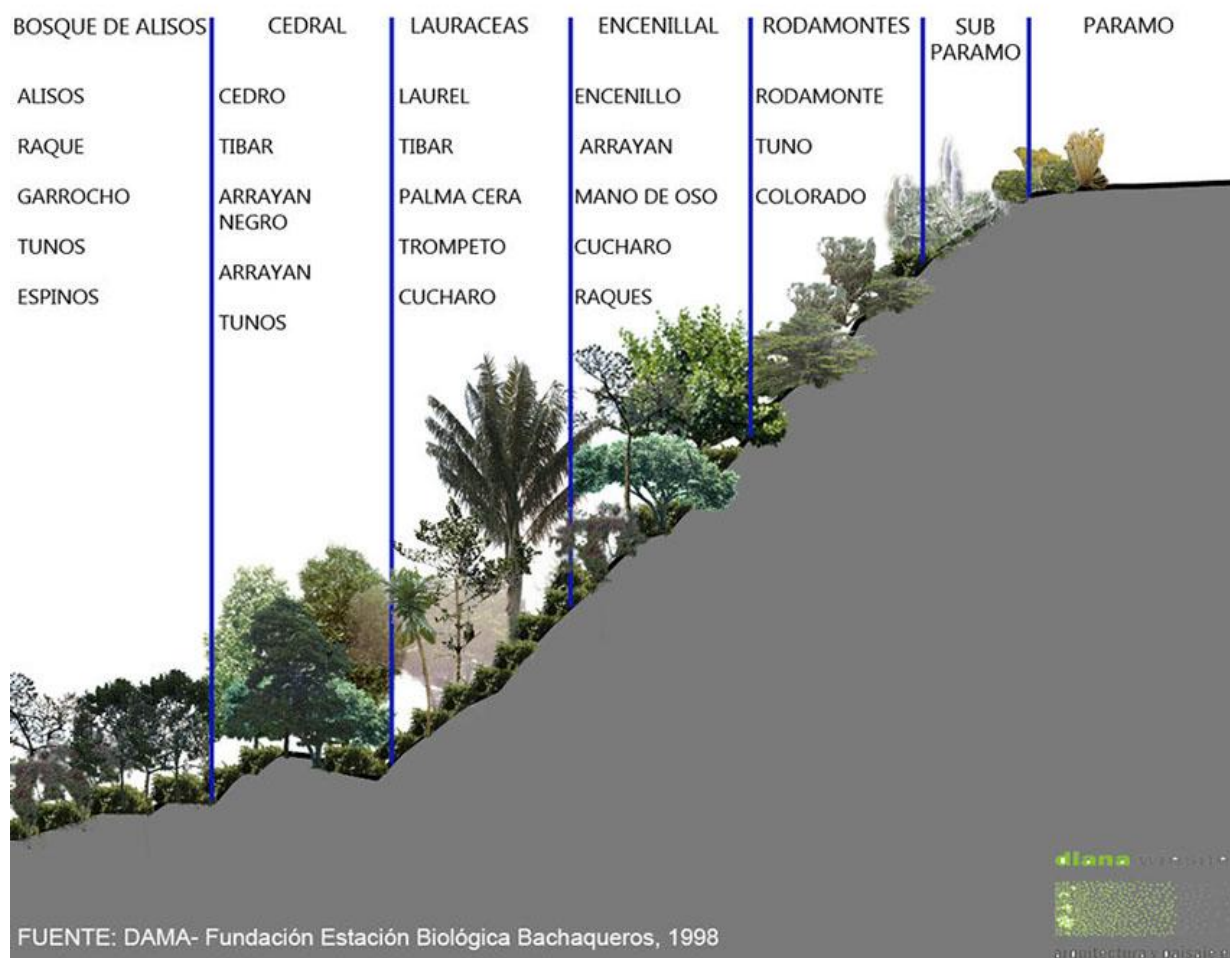 BOSQUE DE ALISOS
ALISOS
RAQUE
GARROCHO
TUNOS
ESPINOS
CEDRAL
CEDRO
TIBAR
ARRAYAN
NEGRO
ARRAYAN
TUNOS
LAURACEAS
LAUREL
TIBAR
PALMA CERA
TROMPETO
CUCHARO
ENCENILLAL
ENCENILLO
ARRAYAN
MANO DE OSO
CUCHARO
RAQUES
RODAMONTES
RODAMONTE
TUNO
COLORADO
SUB
PARAMO
PARAMO
FUENTE: DAMA- Fundación Estación Biológica Bachaqueros, 1998
diana
arquitectura y paisaje